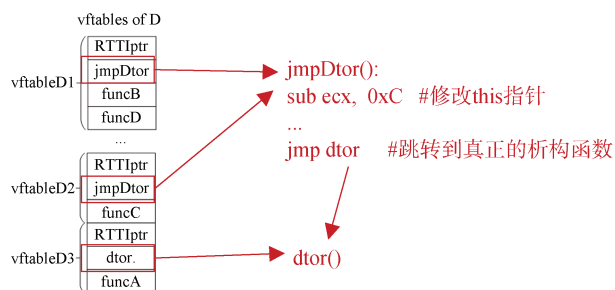 vftables of D
RTTIptr
vftableD1 jmpDtor
funcB
funcD
...
RTTIptr
vftableD2 jmpDtor
funcC
RTTIptr
vftableD3 dtor.
funcA
jmpDtor():
sub ecx, 0xC #修改this指针
...
jmp dtor #跳转到真正的析构函数
dtor()